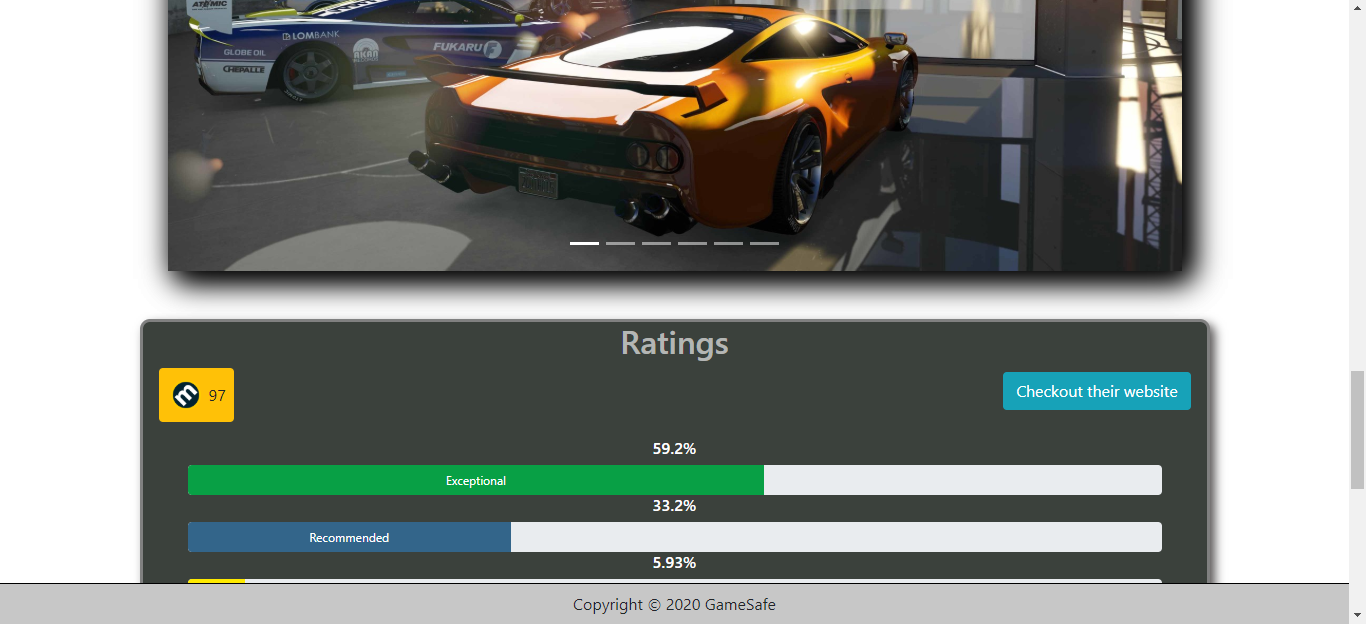 ATOMIC
LOMBANK
GLOBE OIL
FUKARU F
CHEPALLE
Ratings
m 97
Checkout their website
59.2%
Exceptional
33.2%
Recommended
5.93%
Copyright © 2020 GameSafe